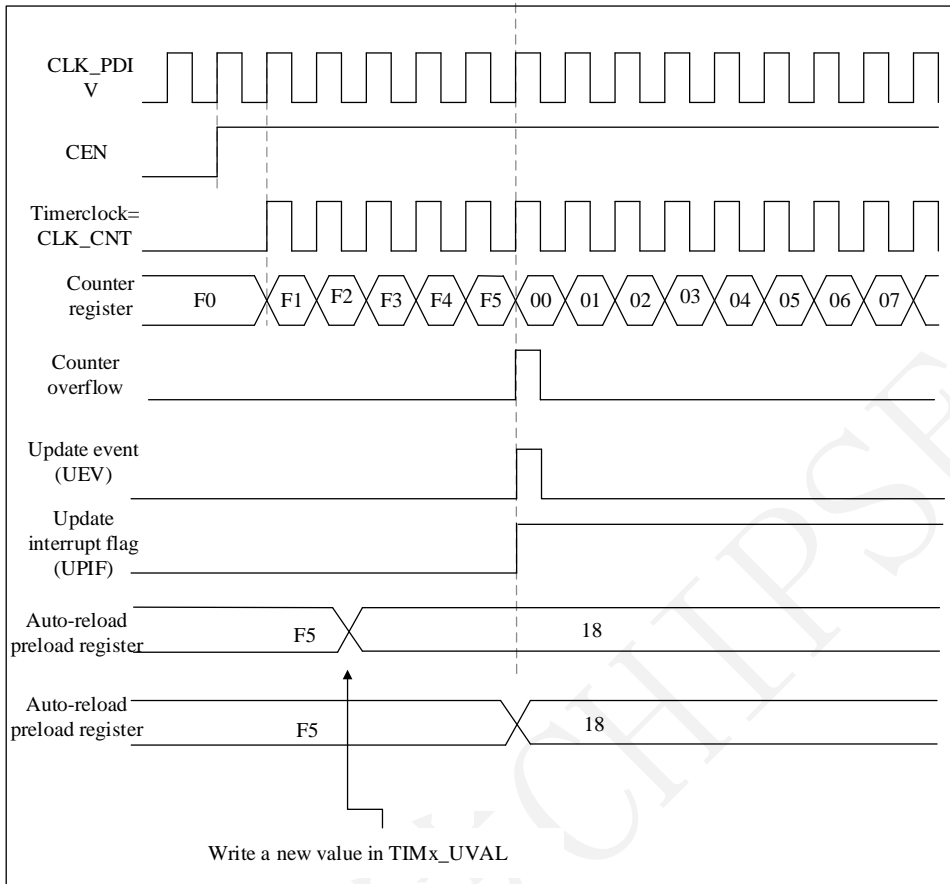 CLK_PDI
V
CEN
Timerclock=
CLK_CNT
Counter
register
F0 F1 F2 F3 F4 F5 00 01 02 03 04 05 06 07
Counter
overflow
Update event
(UEV)
Update
interrupt flag
(UPIF)
Auto-reload
preload register
F5 18
Auto-reload
preload register
F5 18
Write a new value in TIMx_UVAL